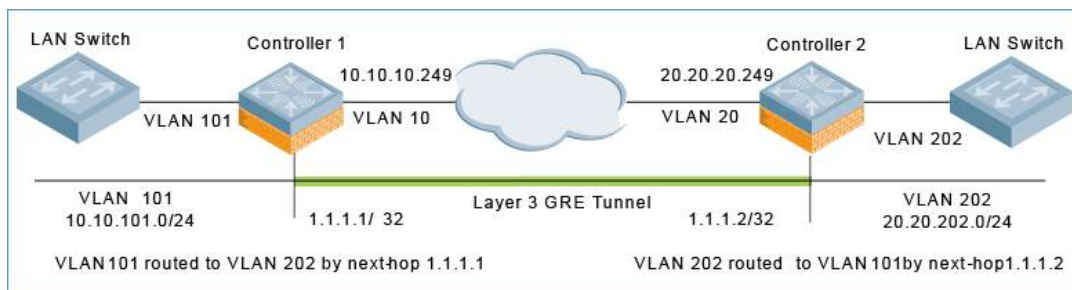 LAN Switch
Controller 1
Controller 2
LAN Switch
10.10.10.249
20.20.20.249
VLAN 101
VLAN 10
VLAN 20
VLAN 202
Layer 3 GRE Tunnel
VLAN 101
10.10.101.0/24
1.1.1.1/ 32
1.1.1.2/32
VLAN 202
20.20.202.0/24
VLAN101 routed to VLAN 202 by next-hop 1.1.1.1
VLAN 202 routed to VLAN101by next-hop1.1.1.2